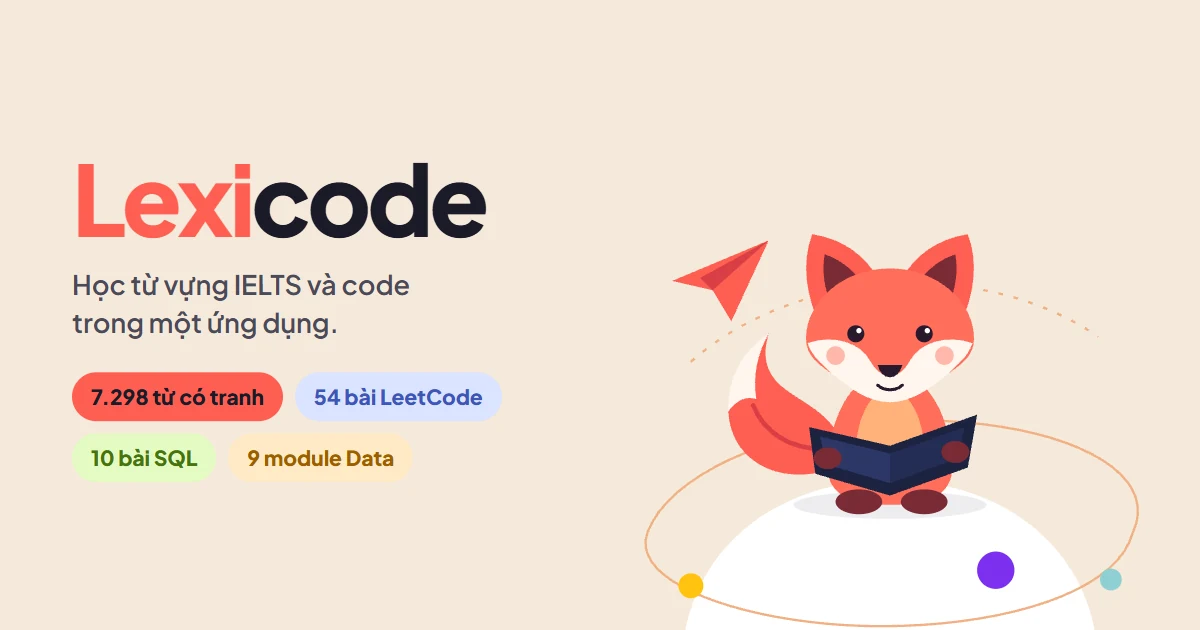 Lexicode
Học từ vựng IELTS và code
trong một ứng dụng.
7.298 từ có tranh
54 bài LeetCode
10 bài SQL
9 module Data